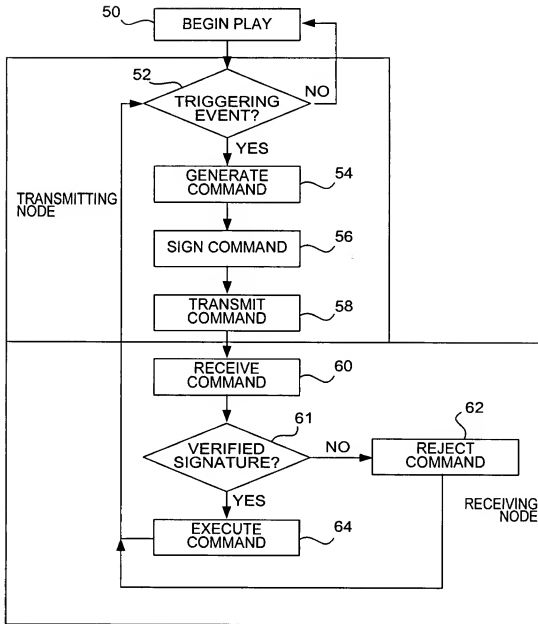 50
BEGIN PLAY
52
TRIGGERING
EVENT?
NO
YES
GENERATE
COMMAND
54
TRANSMITTING
NODE
SIGN COMMAND
56
TRANSMIT
COMMAND
58
RECEIVE
COMMAND
60
61
VERIFIED
SIGNATURE?
NO
62
REJECT
COMMAND
YES
EXECUTE
COMMAND
64
RECEIVING
NODE